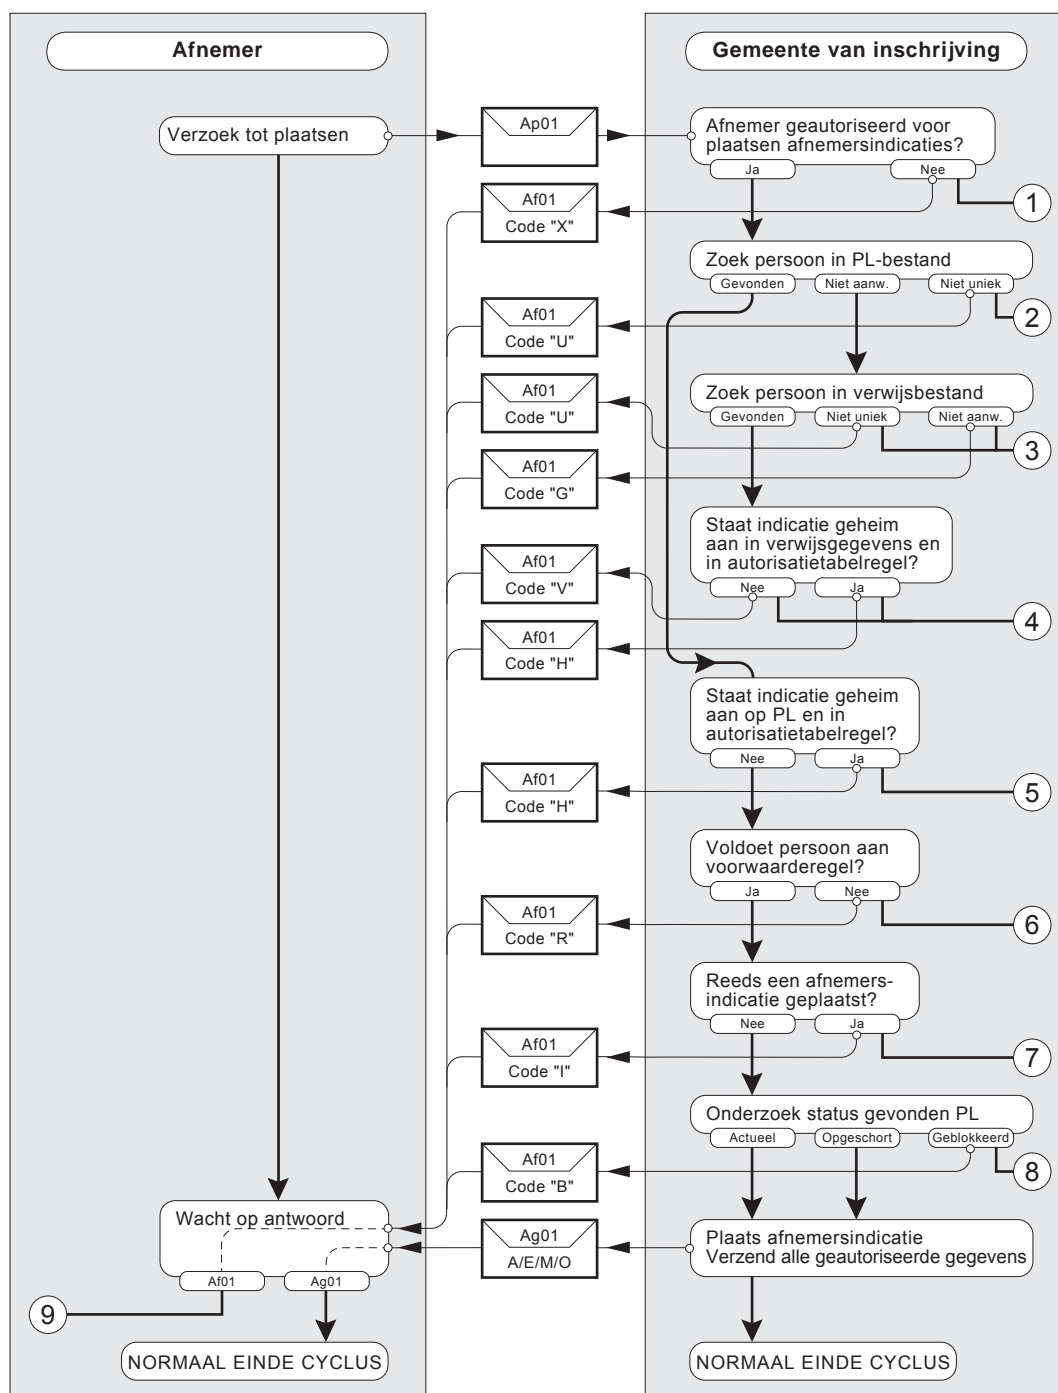 Afnemer
Gemeente van inschrijving
Verzoek tot plaatsen
Ap01
Afnemer geautoriseerd voor
plaatsen afnemersindicaties?
Ja
Nee
1
Af01
Code "X"
Zoek persoon in PL-bestand
Gevonden
Niet aanw.
Niet uniek
2
Af01
Code "U"
Zoek persoon in verwijsbestand
Gevonden
Niet uniek
Niet aanw.
3
Af01
Code "U"
Af01
Code "G"
Staat indicatie geheim
aan in verwijsgegevens en
in autorisatietabelregel?
Nee
Ja
4
Af01
Code "V"
Af01
Code "H"
Staat indicatie geheim
aan op PL en in
autorisatietabelregel?
Nee
Ja
5
Af01
Code "H"
Voldoet persoon aan
voorwaarderegel?
Ja
Nee
6
Af01
Code "R"
Reeds een afnemers-
indicatie geplaatst?
Nee
Ja
7
Af01
Code "I"
Onderzoek status gevonden PL
Actueel
Opgeschort
Geblokkeerd
8
Af01
Code "B"
Wacht op antwoord
Af01
Ag01
9
Ag01
A/E/M/O
Plaats afnemersindicatie
Verzend alle geautoriseerde gegevens
NORMAAL EINDE CYCLUS
NORMAAL EINDE CYCLUS